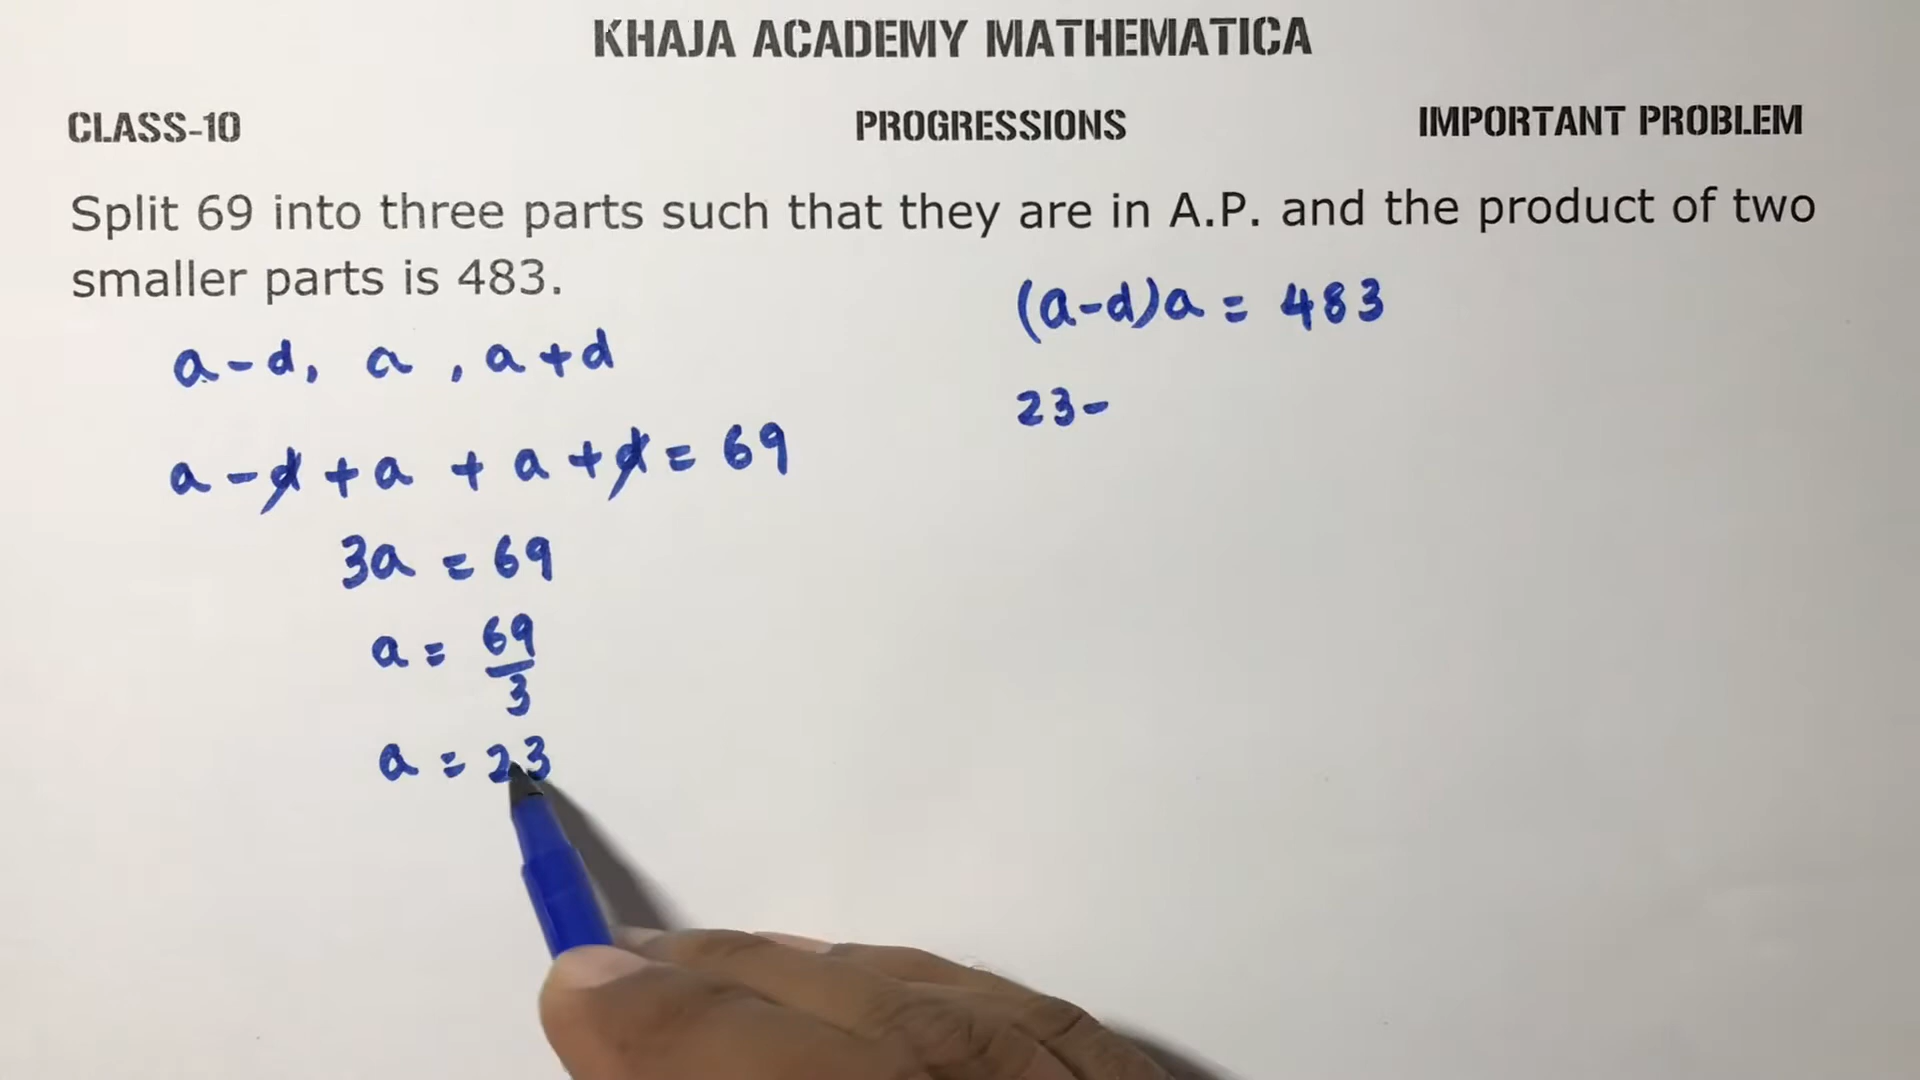 KHAJA ACADEMY MATHEMATICA
CLASS-10 PROGRESSIONS IMPORTANT PROBLEM
Split 69 into three parts such that they are in A.P. and the product of two
smaller parts is 483.
a-d, a, a+d
a-d+a+a+d=69
3a=69
a=69/3
a=23
(a-d)a=483
23-